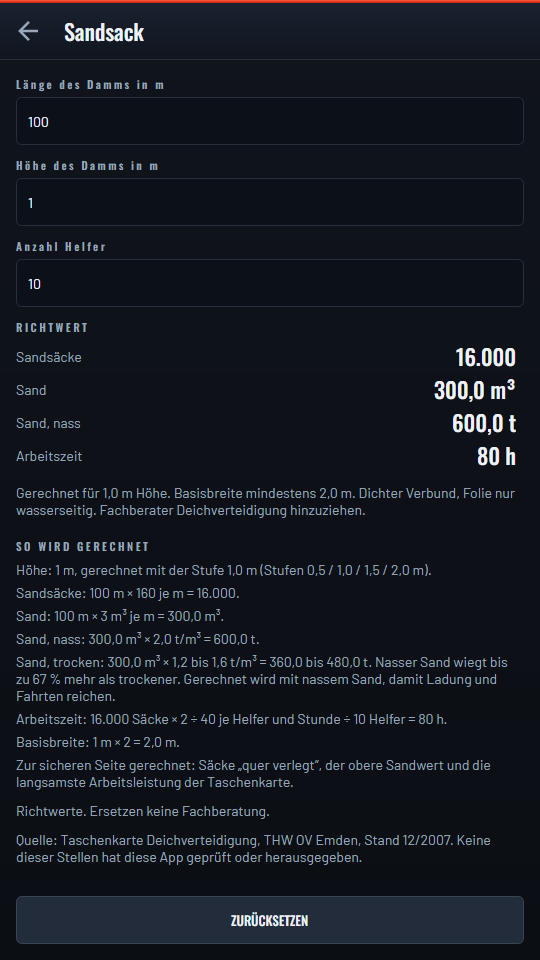 Sandsack
Länge des Damms in m
100
Höhe des Damms in m
1
Anzahl Helfer
10
RICHTWERT
Sandsäcke 16.000
Sand 300,0 m³
Sand, nass 600,0 t
Arbeitszeit 80 h
Gerechnet für 1,0 m Höhe. Basisbreite mindestens 2,0 m. Dichter Verbund, Folie nur
wasserseitig. Fachberater Deichverteidigung hinzuziehen.
SO WIRD GERECHNET
Höhe: 1 m, gerechnet mit der Stufe 1,0 m (Stufen 0,5 / 1,0 / 1,5 / 2,0 m).
Sandsäcke: 100 m × 160 je m = 16.000.
Sand: 100 m × 3 m³ je m = 300,0 m³.
Sand, nass: 300,0 m³ × 2,0 t/m³ = 600,0 t.
Sand, trocken: 300,0 m³ × 1,2 bis 1,6 t/m³ = 360,0 bis 480,0 t. Nasser Sand wiegt bis
zu 67 % mehr als trockener. Gerechnet wird mit nassem Sand, damit Ladung und
Fahrten reichen.
Arbeitszeit: 16.000 Säcke × 2 ÷ 40 je Helfer und Stunde ÷ 10 Helfer = 80 h.
Basisbreite: 1 m × 2 = 2,0 m.
Zur sicheren Seite gerechnet: Säcke „quer verlegt“, der obere Sandwert und die
langsamste Arbeitsleistung der Taschenkarte.
Richtwerte. Ersetzen keine Fachberatung.
Quelle: Taschenkarte Deichverteidigung, THW OV Emden, Stand 12/2007. Keine
dieser Stellen hat diese App geprüft oder herausgegeben.
ZURÜCKSETZEN